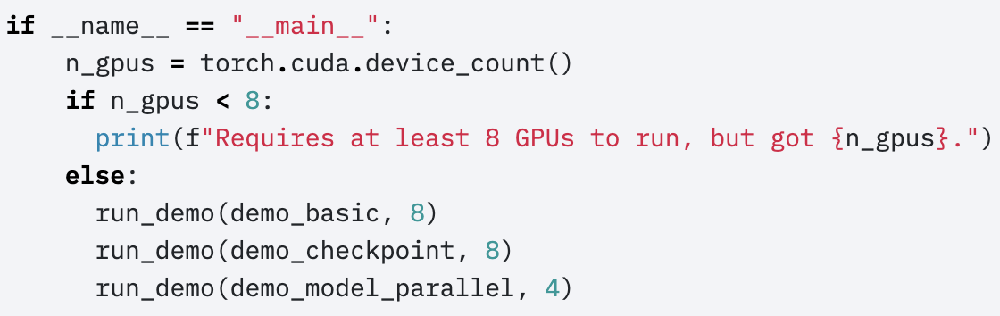 if __name__ == "__main__":
    n_gpus = torch.cuda.device_count()
    if n_gpus < 8:
      print(f"Requires at least 8 GPUs to run, but got {n_gpus}.")
    else:
      run_demo(demo_basic, 8)
      run_demo(demo_checkpoint, 8)
      run_demo(demo_model_parallel, 4)